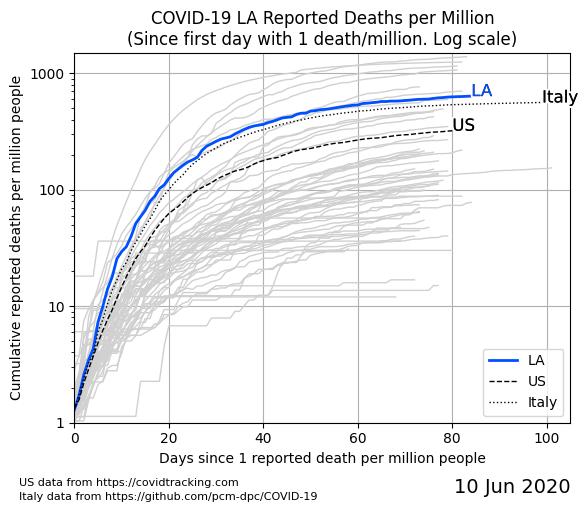 COVID-19 LA Reported Deaths per Million
(Since first day with 1 death/million. Log scale)
Cumulative reported deaths per million people
1000
100
10
1
LA
Italy
US
LA
US
Italy
0 20 40 60 80 100
Days since 1 reported death per million people
US data from https://covidtracking.com
Italy data from https://github.com/pcm-dpc/COVID-19
10 Jun 2020